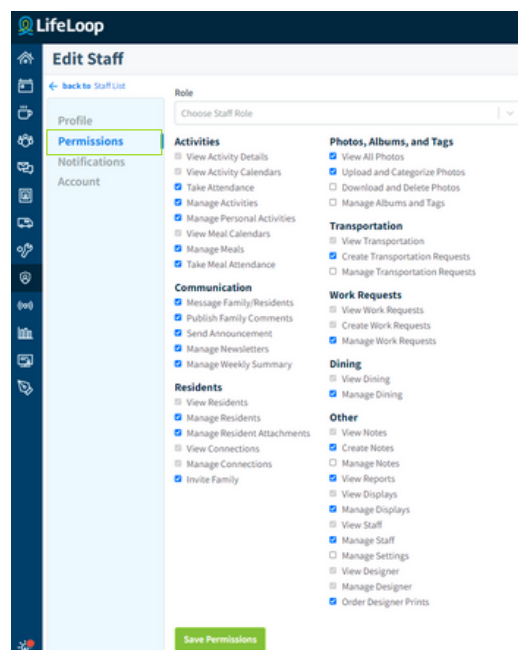 LifeLoop
Edit Staff
back to Staff List
Profile
Permissions
Notifications
Account
Role
Choose Staff Role
Activities
View Activity Details
View Activity Calendars
Take Attendance
Manage Activities
Manage Personal Activities
View Meal Calendars
Manage Meals
Take Meal Attendance
Communication
Message Family/Residents
Publish Family Comments
Send Announcement
Manage Newsletters
Manage Weekly Summary
Residents
View Residents
Manage Residents
Manage Resident Attachments
View Connections
Manage Connections
Invite Family
Photos, Albums, and Tags
View All Photos
Upload and Categorize Photos
Download and Delete Photos
Manage Albums and Tags
Transportation
View Transportation
Create Transportation Requests
Manage Transportation Requests
Work Requests
View Work Requests
Create Work Requests
Manage Work Requests
Dining
View Dining
Manage Dining
Other
View Notes
Create Notes
Manage Notes
View Reports
View Displays
Manage Displays
View Staff
Manage Staff
Manage Settings
View Designer
Manage Designer
Order Designer Prints
Save Permissions